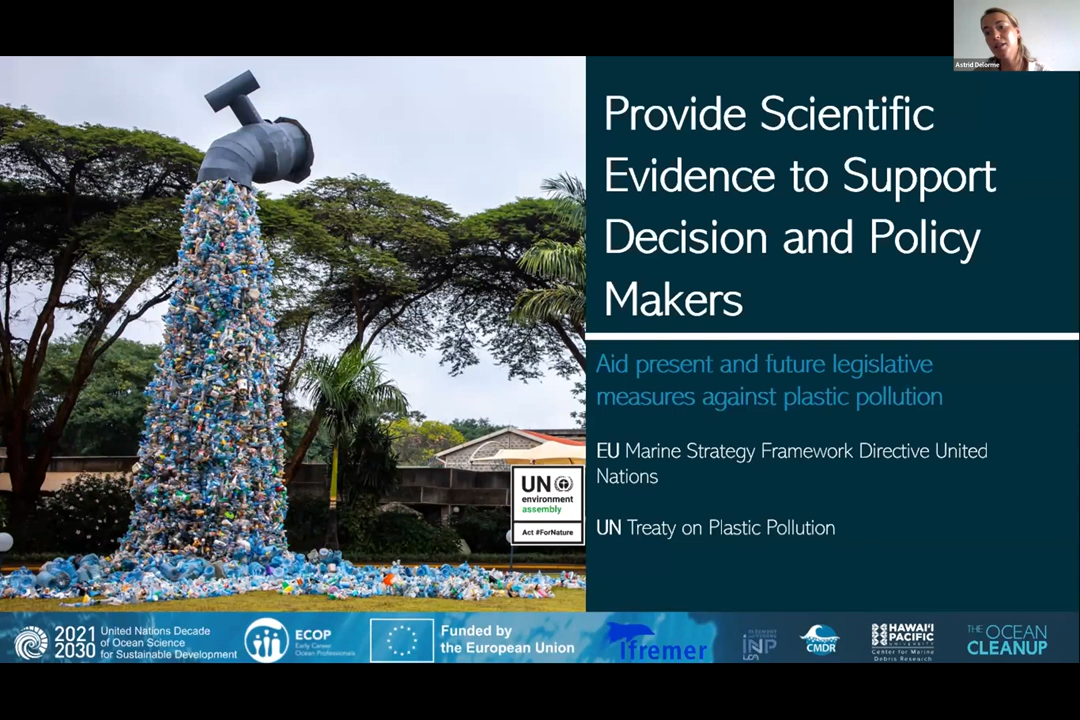 Astrid Delorme
Provide Scientific
Evidence to Support
Decision and Policy
Makers
Aid present and future legislative
measures against plastic pollution
EU Marine Strategy Framework Directive United
Nations
UN Treaty on Plastic Pollution
UN
environment
assembly
Act #ForNature
2021
2030
United Nations Decade
of Ocean Science
for Sustainable Development
ECOP
Early Career
Ocean Professionals
Funded by
the European Union
Ifremer
INP
CMDR
HAWAI'I
PACIFIC
UNIVERSITY
Center for Marine
Debris Research
THE OCEAN
CLEANUP